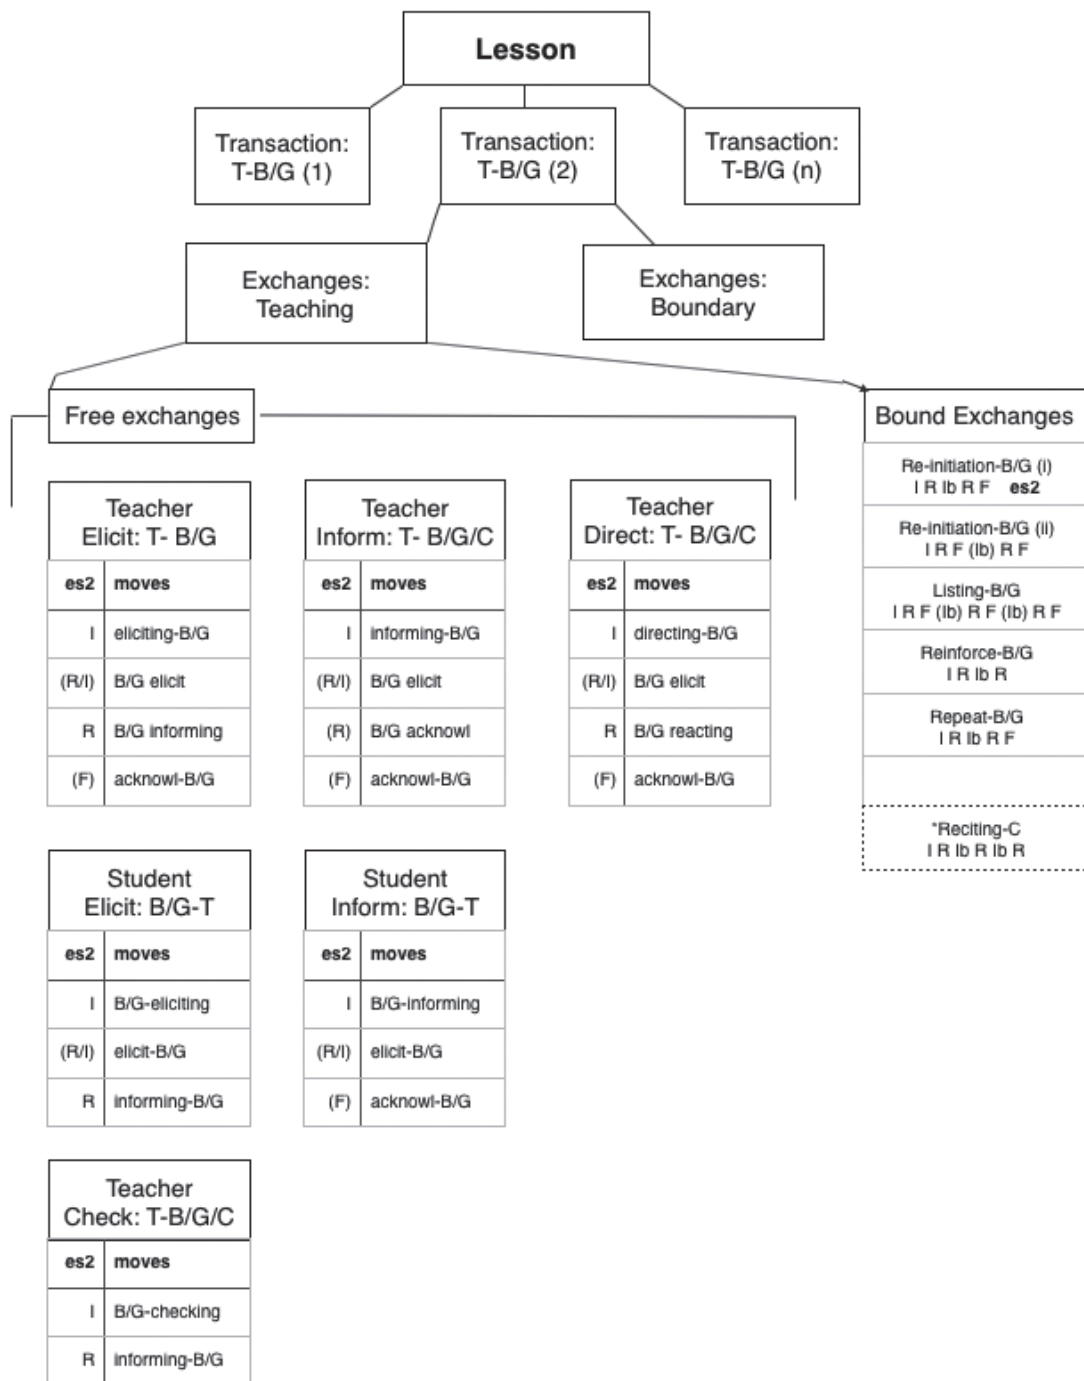 Lesson
Transaction:
T-B/G (1)
Transaction:
T-B/G (2)
Transaction:
T-B/G (n)
Exchanges:
Teaching
Exchanges:
Boundary
Free exchanges
Bound Exchanges
Re-initiation-B/G (i)
I R Ib R F es2
Re-initiation-B/G (ii)
I R F (Ib) R F
Listing-B/G
I R F (Ib) R F (Ib) R F
Reinforce-B/G
I R Ib R
Repeat-B/G
I R Ib R F
*Reciting-C
I R Ib R Ib R
Teacher
Elicit: T- B/G
es2 moves
I eliciting-B/G
(R/I) B/G elicit
R B/G informing
(F) acknowl-B/G
Teacher
Inform: T- B/G/C
es2 moves
I informing-B/G
(R/I) B/G elicit
(R) B/G acknowl
(F) acknowl-B/G
Teacher
Direct: T- B/G/C
es2 moves
I directing-B/G
(R/I) B/G elicit
R B/G reacting
(F) acknowl-B/G
Student
Elicit: B/G-T
es2 moves
I B/G-eliciting
(R/I) elicit-B/G
R informing-B/G
Student
Inform: B/G-T
es2 moves
I B/G-informing
(R/I) elicit-B/G
(F) acknowl-B/G
Teacher
Check: T-B/G/C
es2 moves
I B/G-checking
R informing-B/G